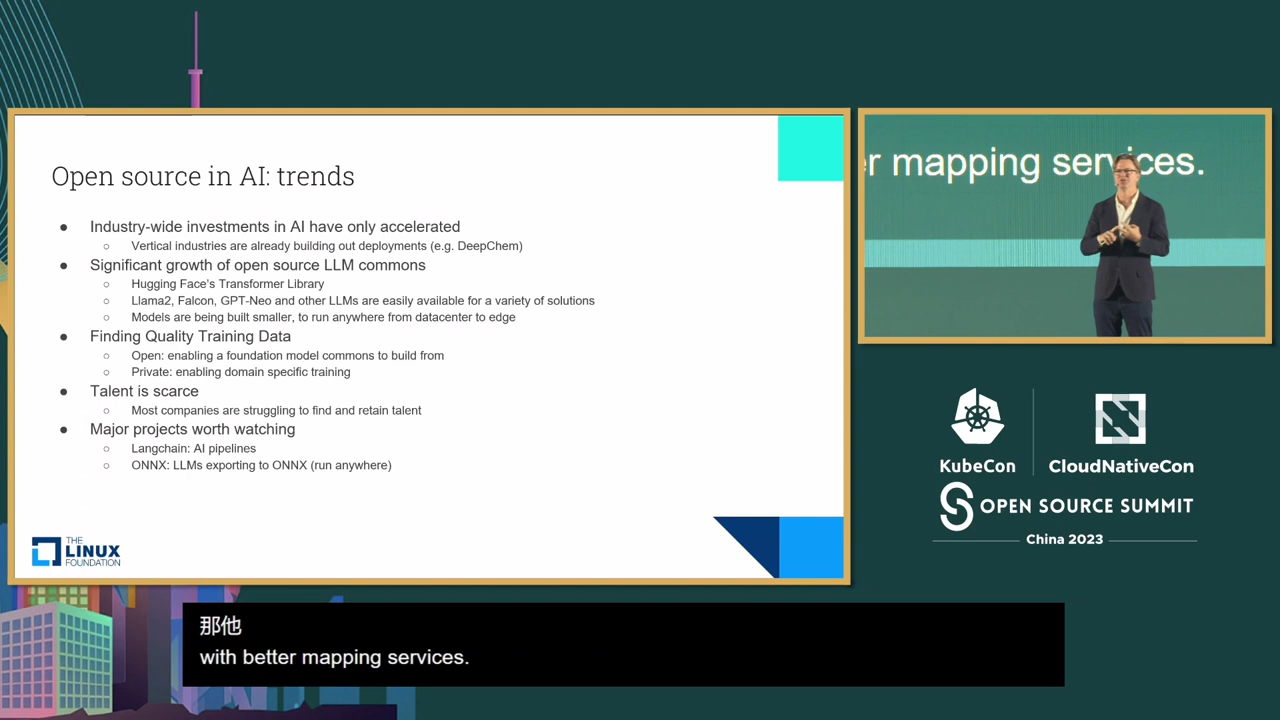 Open source in AI: trends
● Industry-wide investments in AI have only accelerated
○ Vertical industries are already building out deployments (e.g. DeepChem)
● Significant growth of open source LLM commons
○ Hugging Face's Transformer Library
○ Llama2, Falcon, GPT-Neo and other LLMs are easily available for a variety of solutions
○ Models are being built smaller, to run anywhere from datacenter to edge
● Finding Quality Training Data
○ Open: enabling a foundation model commons to build from
○ Private: enabling domain specific training
● Talent is scarce
○ Most companies are struggling to find and retain talent
● Major projects worth watching
○ Langchain: AI pipelines
○ ONNX: LLMs exporting to ONNX (run anywhere)
THE
LINUX
FOUNDATION
mapping services.
KubeCon
CloudNativeCon
OPEN SOURCE SUMMIT
China 2023
那他
with better mapping services.